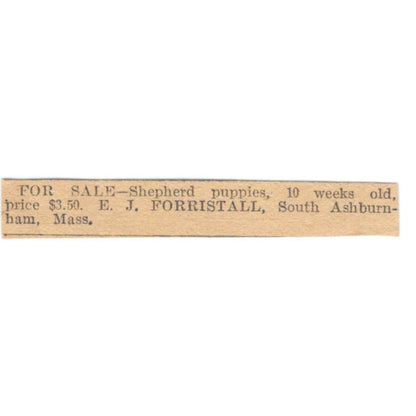 FOR SALE—Shepherd puppies, 10 weeks old,
price $3.50. E. J. FORRISTALL, South Ashburn-
ham, Mass.